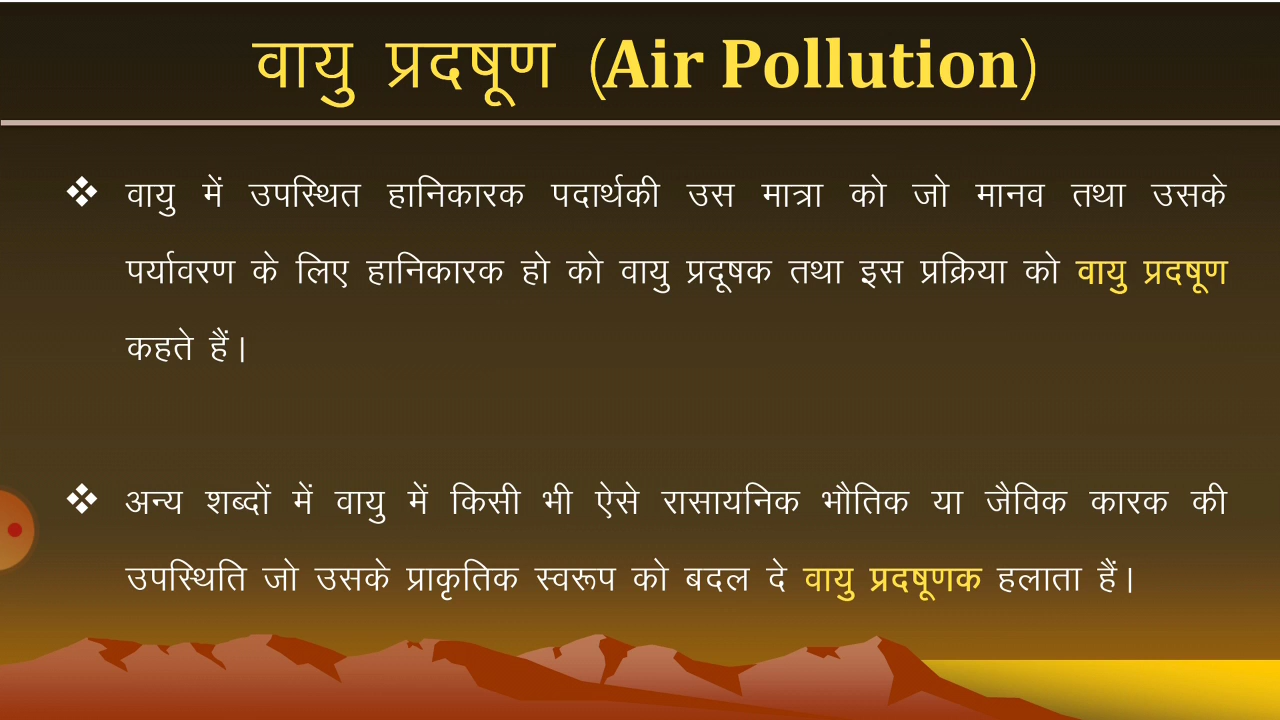 वायु प्रदषूण (Air Pollution)
❖ वायु में उपस्थित हानिकारक पदार्थकी उस मात्रा को जो मानव तथा उसके
पर्यावरण के लिए हानिकारक हो को वायु प्रदूषक तथा इस प्रक्रिया को वायु प्रदषूण
कहते हैं।
❖ अन्य शब्दों में वायु में किसी भी ऐसे रासायनिक भौतिक या जैविक कारक की
उपस्थिति जो उसके प्राकृतिक स्वरूप को बदल दे वायु प्रदषूणक हलाता हैं।